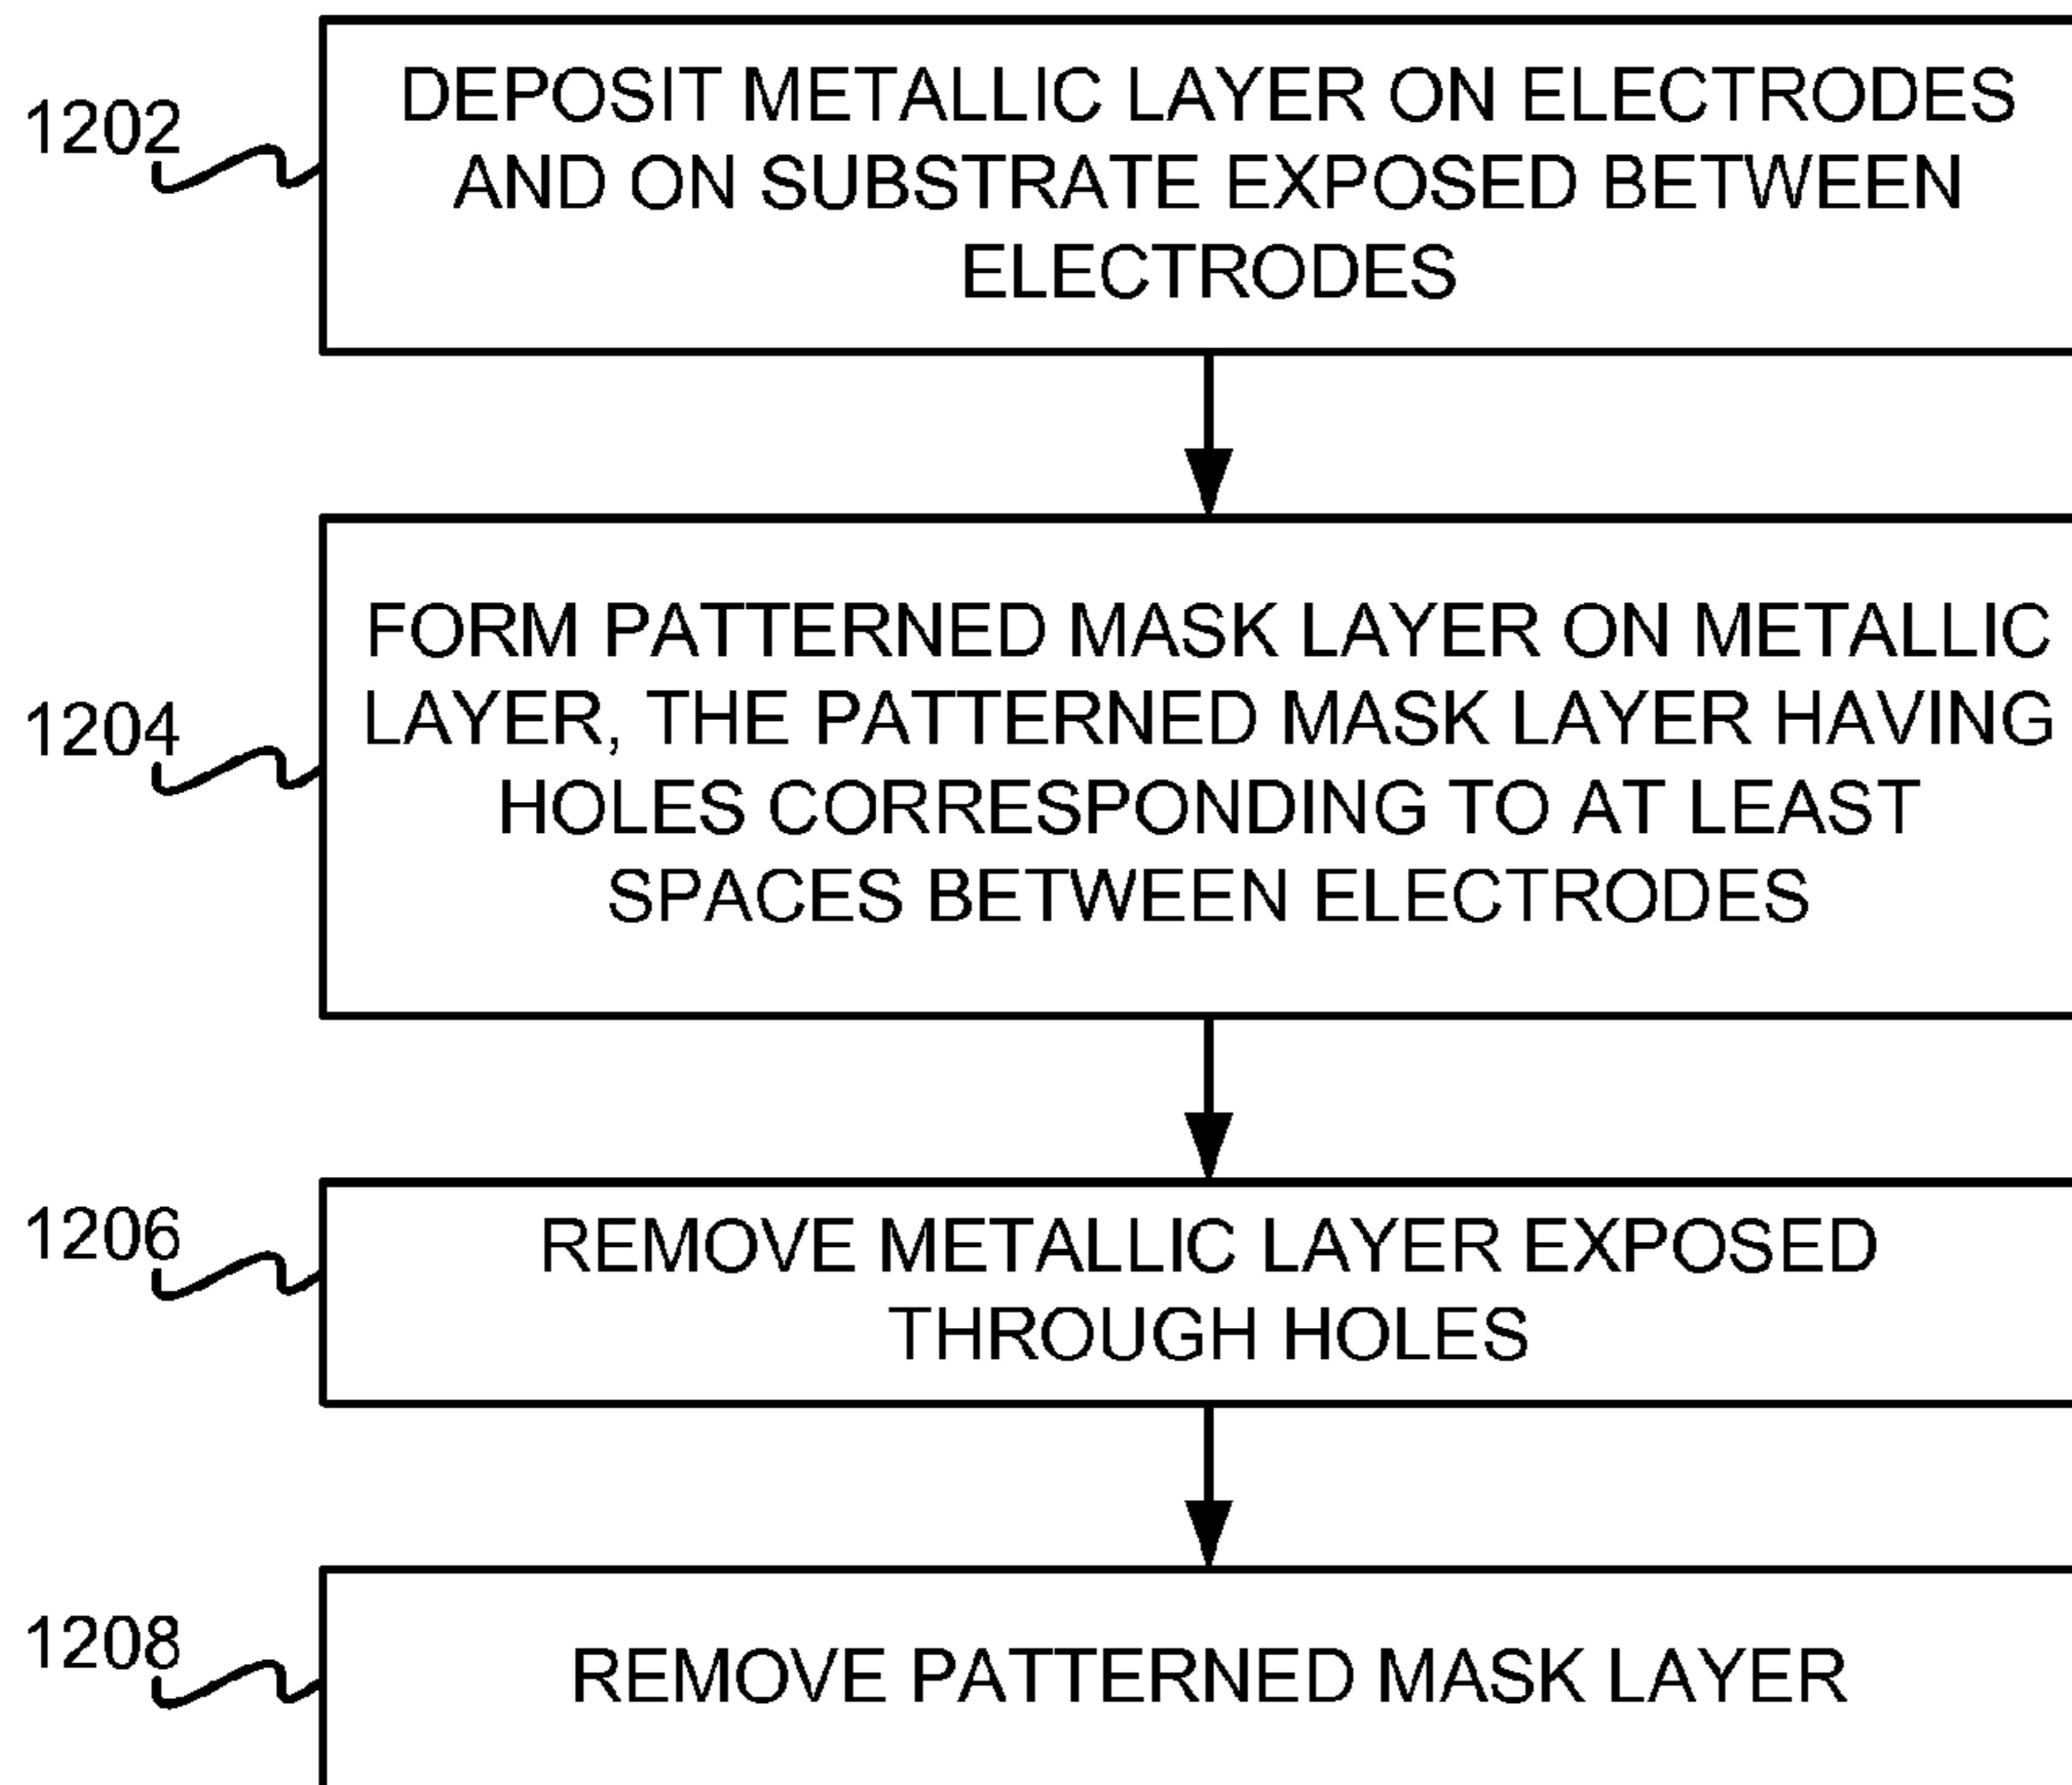 1202
DEPOSIT METALLIC LAYER ON ELECTRODES
AND ON SUBSTRATE EXPOSED BETWEEN
ELECTRODES
1204
FORM PATTERNED MASK LAYER ON METALLIC
LAYER, THE PATTERNED MASK LAYER HAVING
HOLES CORRESPONDING TO AT LEAST
SPACES BETWEEN ELECTRODES
1206
REMOVE METALLIC LAYER EXPOSED
THROUGH HOLES
1208
REMOVE PATTERNED MASK LAYER